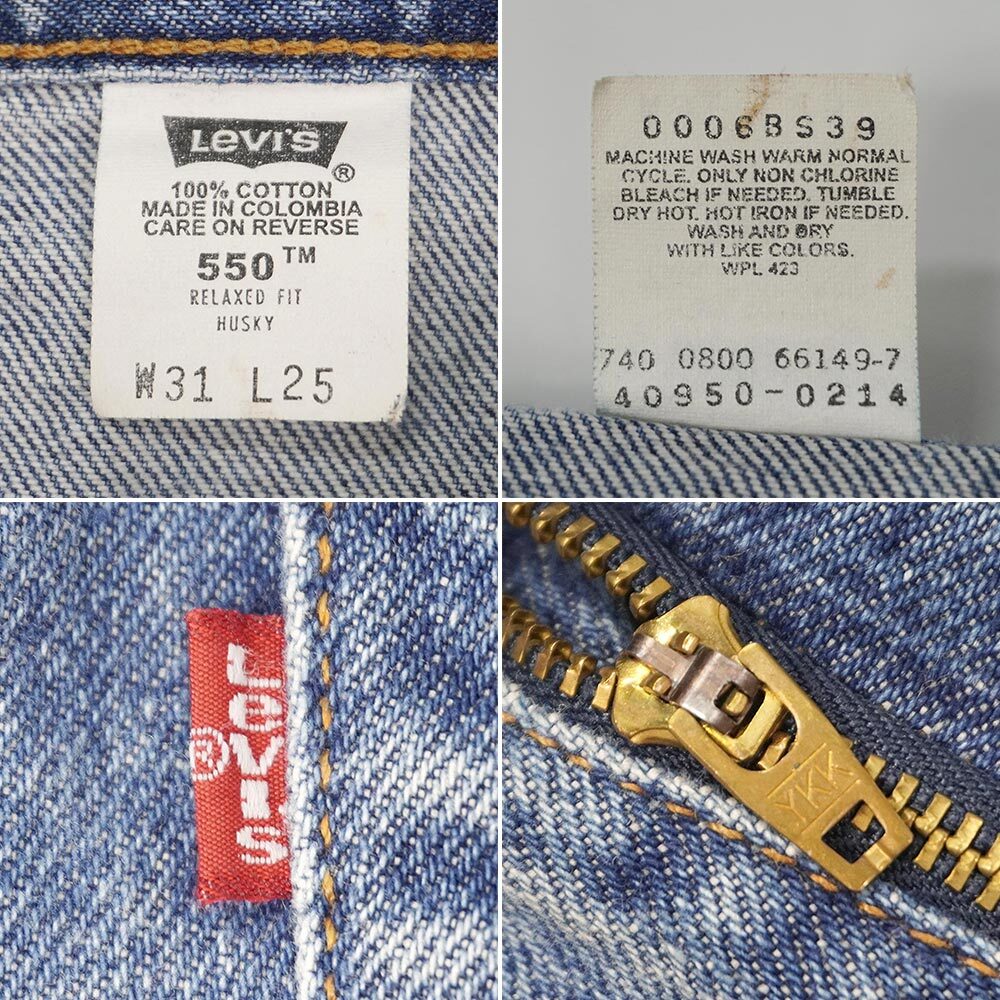 Levi's
®
100% COTTON
MADE IN COLOMBIA
CARE ON REVERSE
550™
RELAXED FIT
HUSKY
W31 L25
0006BS39
MACHINE WASH WARM NORMAL
CYCLE. ONLY NON CHLORINE
BLEACH IF NEEDED. TUMBLE
DRY HOT. HOT IRON IF NEEDED.
WASH AND DRY
WITH LIKE COLORS.
WPL 423
740 0800 66149-7
40950-0214
Levi's
®
YKK